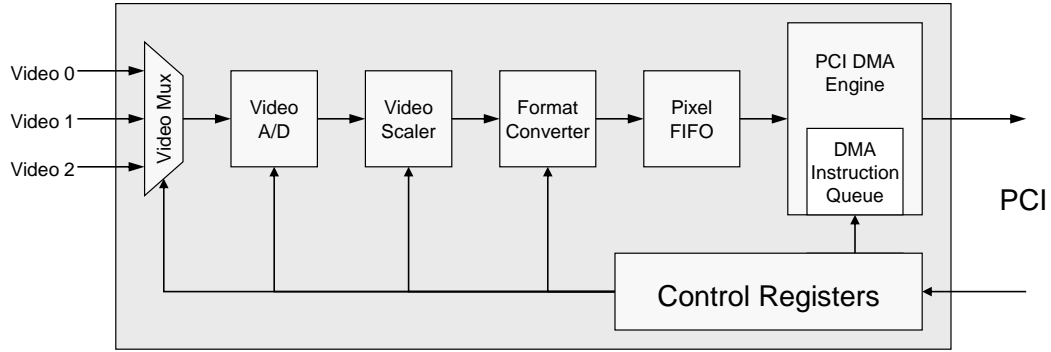 Video 0
Video 1
Video 2
Video Mux
Video
A/D
Video
Scaler
Format
Converter
Pixel
FIFO
PCI DMA
Engine
DMA
Instruction
Queue
PCI
Control Registers